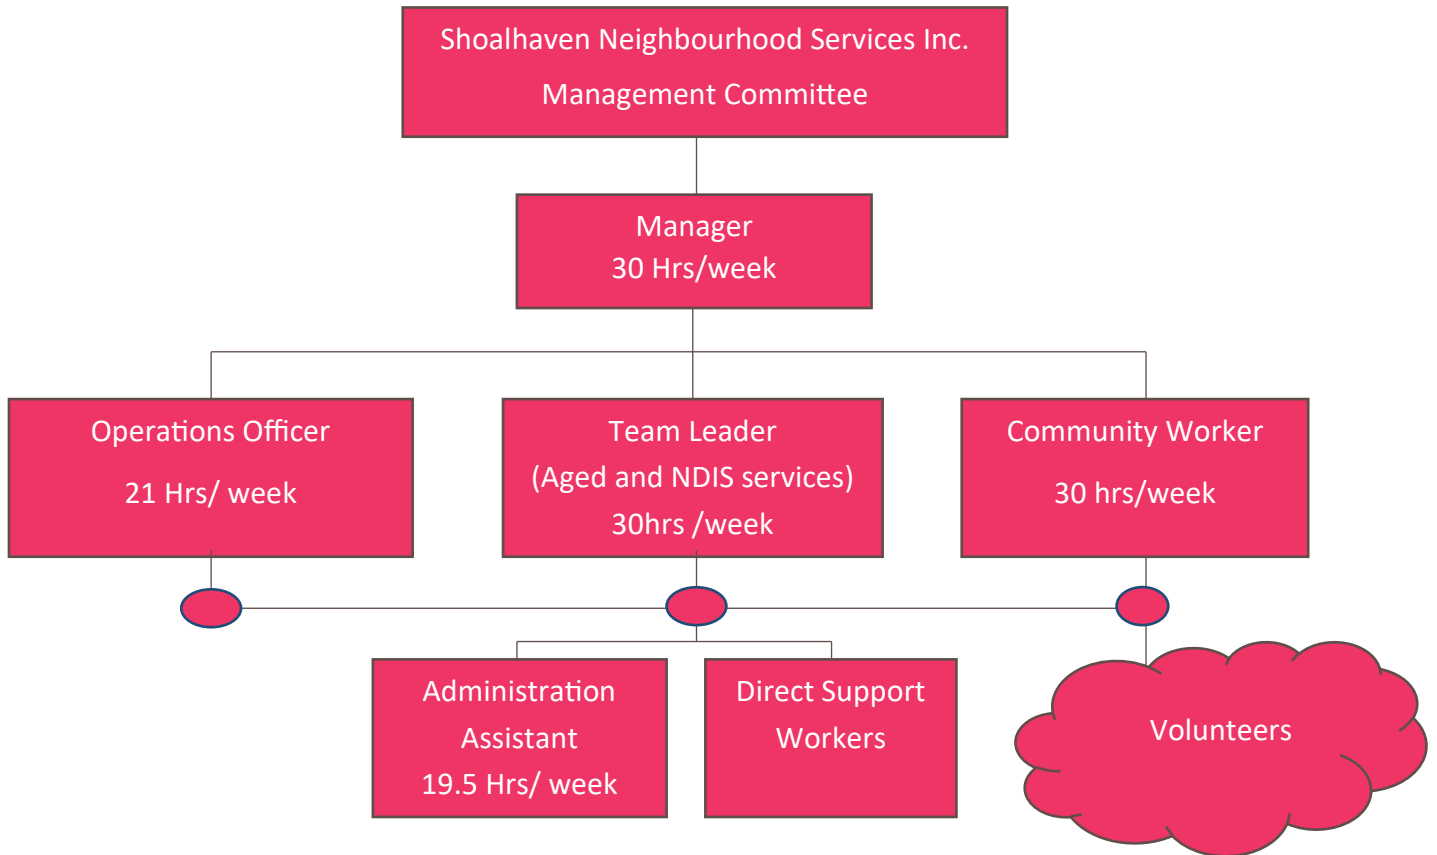 Shoalhaven Neighbourhood Services Inc.
Management Committee
Manager
30 Hrs/week
Operations Officer
21 Hrs/ week
Team Leader
(Aged and NDIS services)
30hrs /week
Community Worker
30 hrs/week
Administration
Assistant
19.5 Hrs/ week
Direct Support
Workers
Volunteers